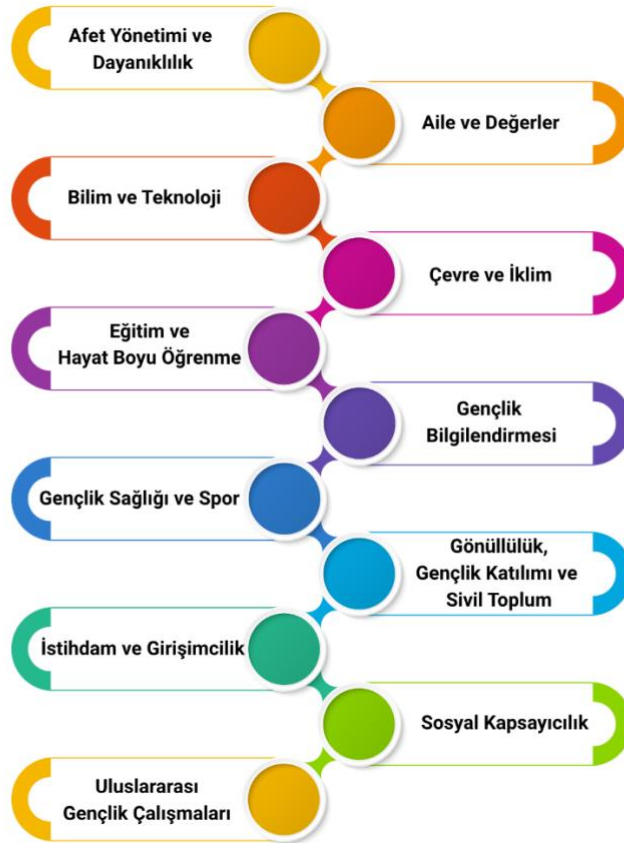 Afet Yönetimi ve
Dayanıklılık
Aile ve Değerler
Bilim ve Teknoloji
Çevre ve İklim
Eğitim ve
Hayat Boyu Öğrenme
Gençlik
Bilgilendirmesi
Gençlik Sağlığı ve Spor
Gönüllülük,
Gençlik Katılımı ve
Sivil Toplum
İstihdam ve Girişimcilik
Sosyal Kapsayıcılık
Uluslararası
Gençlik Çalışmaları